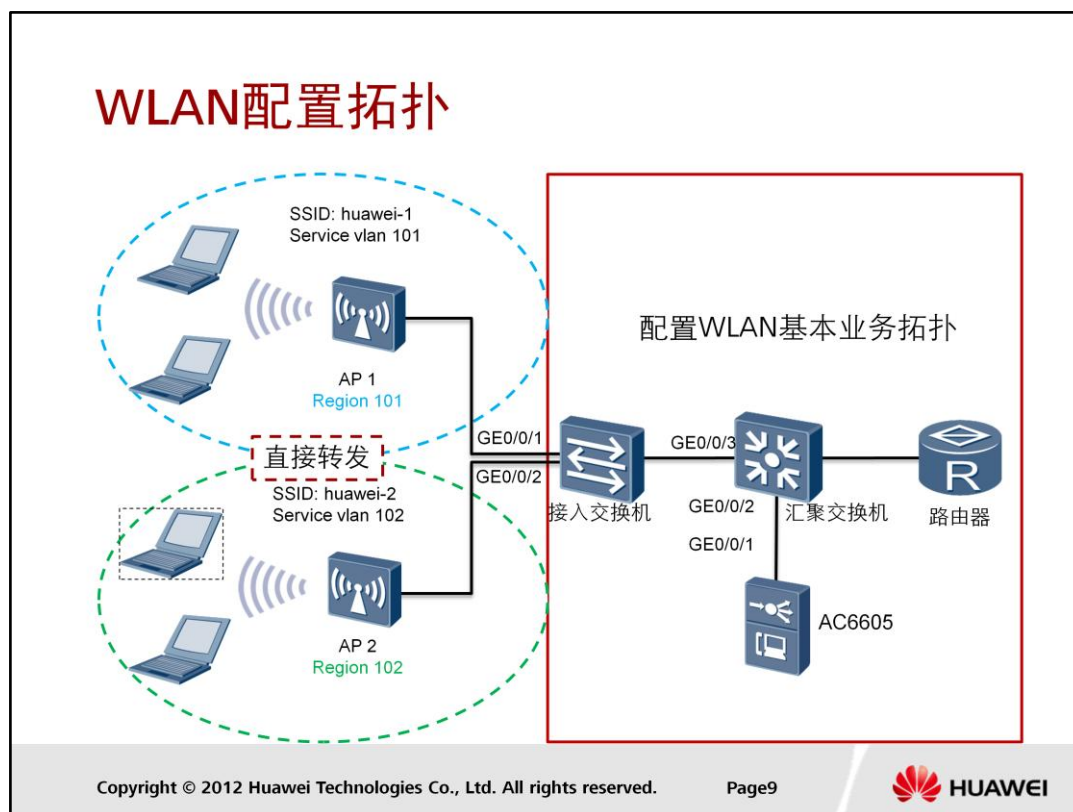 WLAN配置拓扑
SSID: huawei-1
Service vlan 101
AP 1
Region 101
直接转发
SSID: huawei-2
Service vlan 102
AP 2
Region 102
配置WLAN基本业务拓扑
GE0/0/1
GE0/0/2
接入交换机
GE0/0/3
GE0/0/2
汇聚交换机
GE0/0/1
R
路由器
AC6605
Copyright © 2012 Huawei Technologies Co., Ltd. All rights reserved.
Page9
HUAWEI